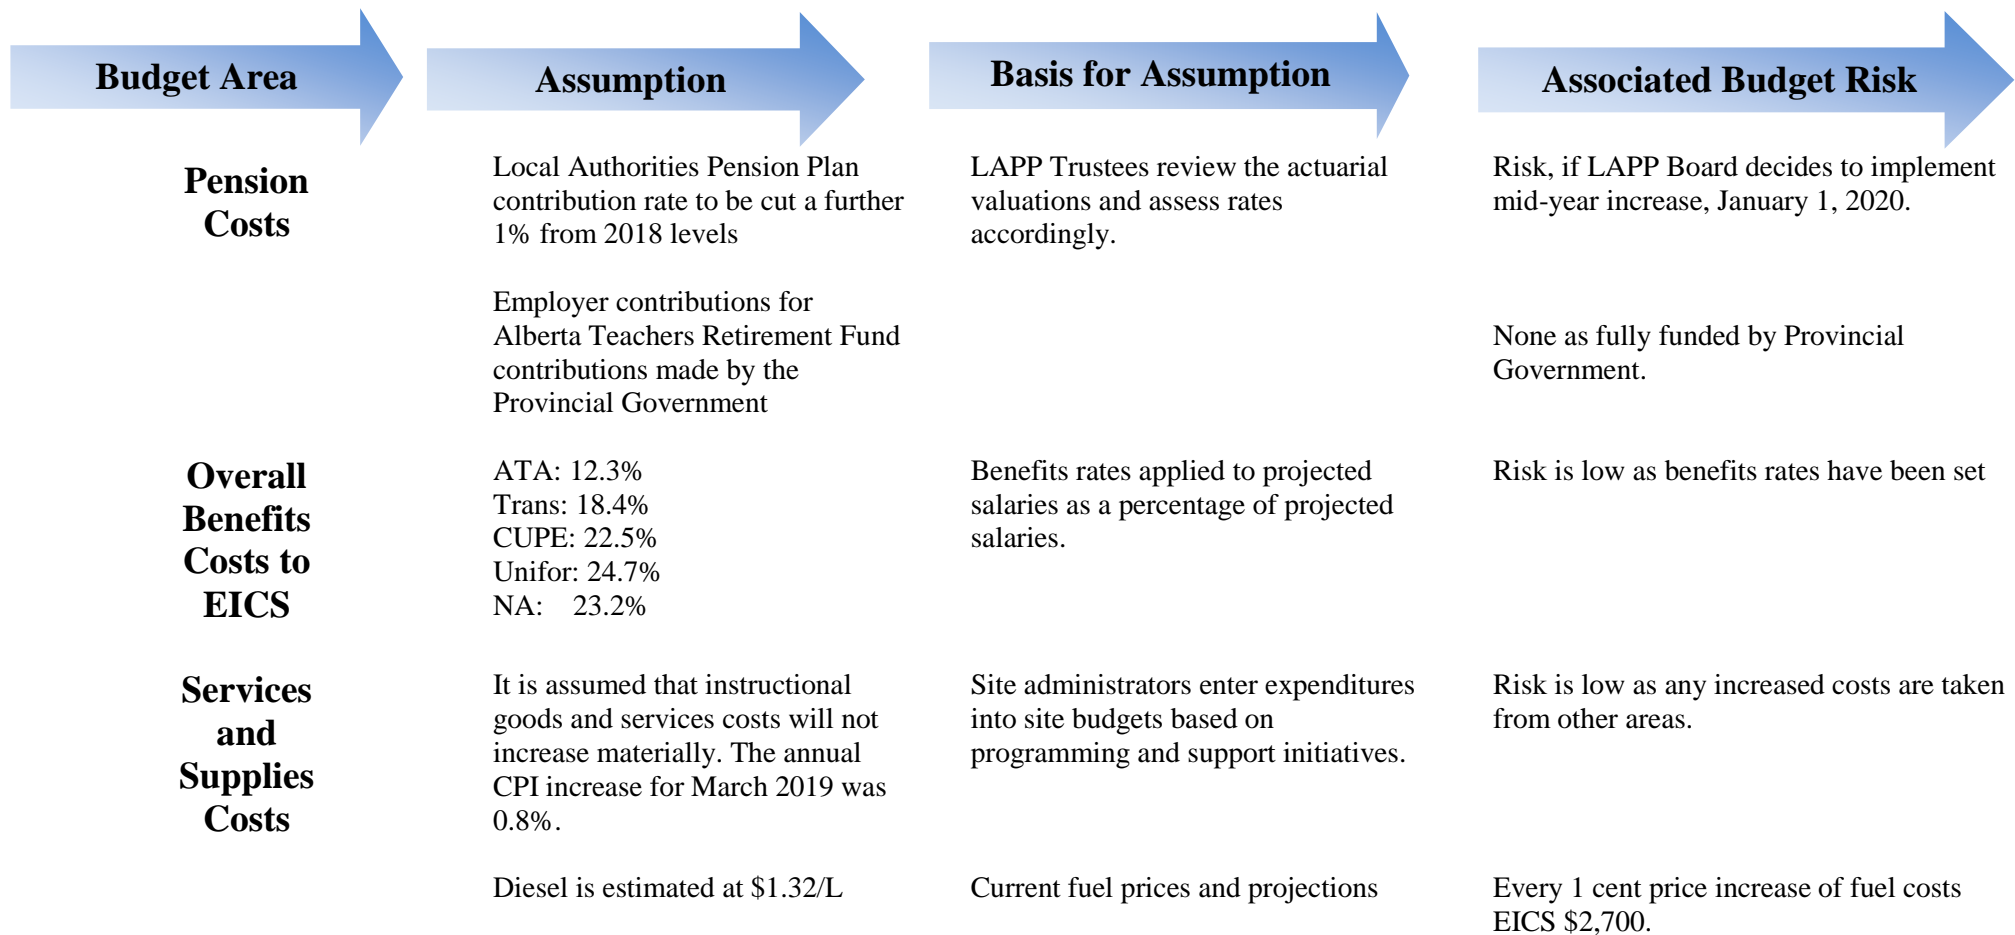 Budget Area
Assumption
Basis for Assumption
Associated Budget Risk
Pension
Costs
Local Authorities Pension Plan
contribution rate to be cut a further
1% from 2018 levels
LAPP Trustees review the actuarial
valuations and assess rates
accordingly.
Risk, if LAPP Board decides to implement
mid-year increase, January 1, 2020.
Employer contributions for
Alberta Teachers Retirement Fund
contributions made by the
Provincial Government
None as fully funded by Provincial
Government.
Overall
Benefits
Costs to
EICS
ATA: 12.3%
Trans: 18.4%
CUPE: 22.5%
Unifor: 24.7%
NA: 23.2%
Benefits rates applied to projected
salaries as a percentage of projected
salaries.
Risk is low as benefits rates have been set
Services
and
Supplies
Costs
It is assumed that instructional
goods and services costs will not
increase materially. The annual
CPI increase for March 2019 was
0.8%.
Site administrators enter expenditures
into site budgets based on
programming and support initiatives.
Risk is low as any increased costs are taken
from other areas.
Diesel is estimated at $1.32/L
Current fuel prices and projections
Every 1 cent price increase of fuel costs
EICS $2,700.